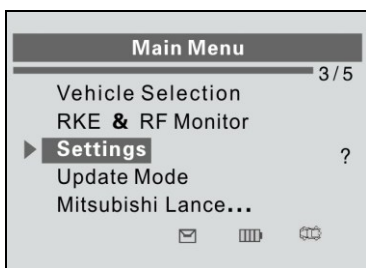 Main Menu
3/5
Vehicle Selection
RKE & RF Monitor
Settings
?
Update Mode
Mitsubishi Lance...